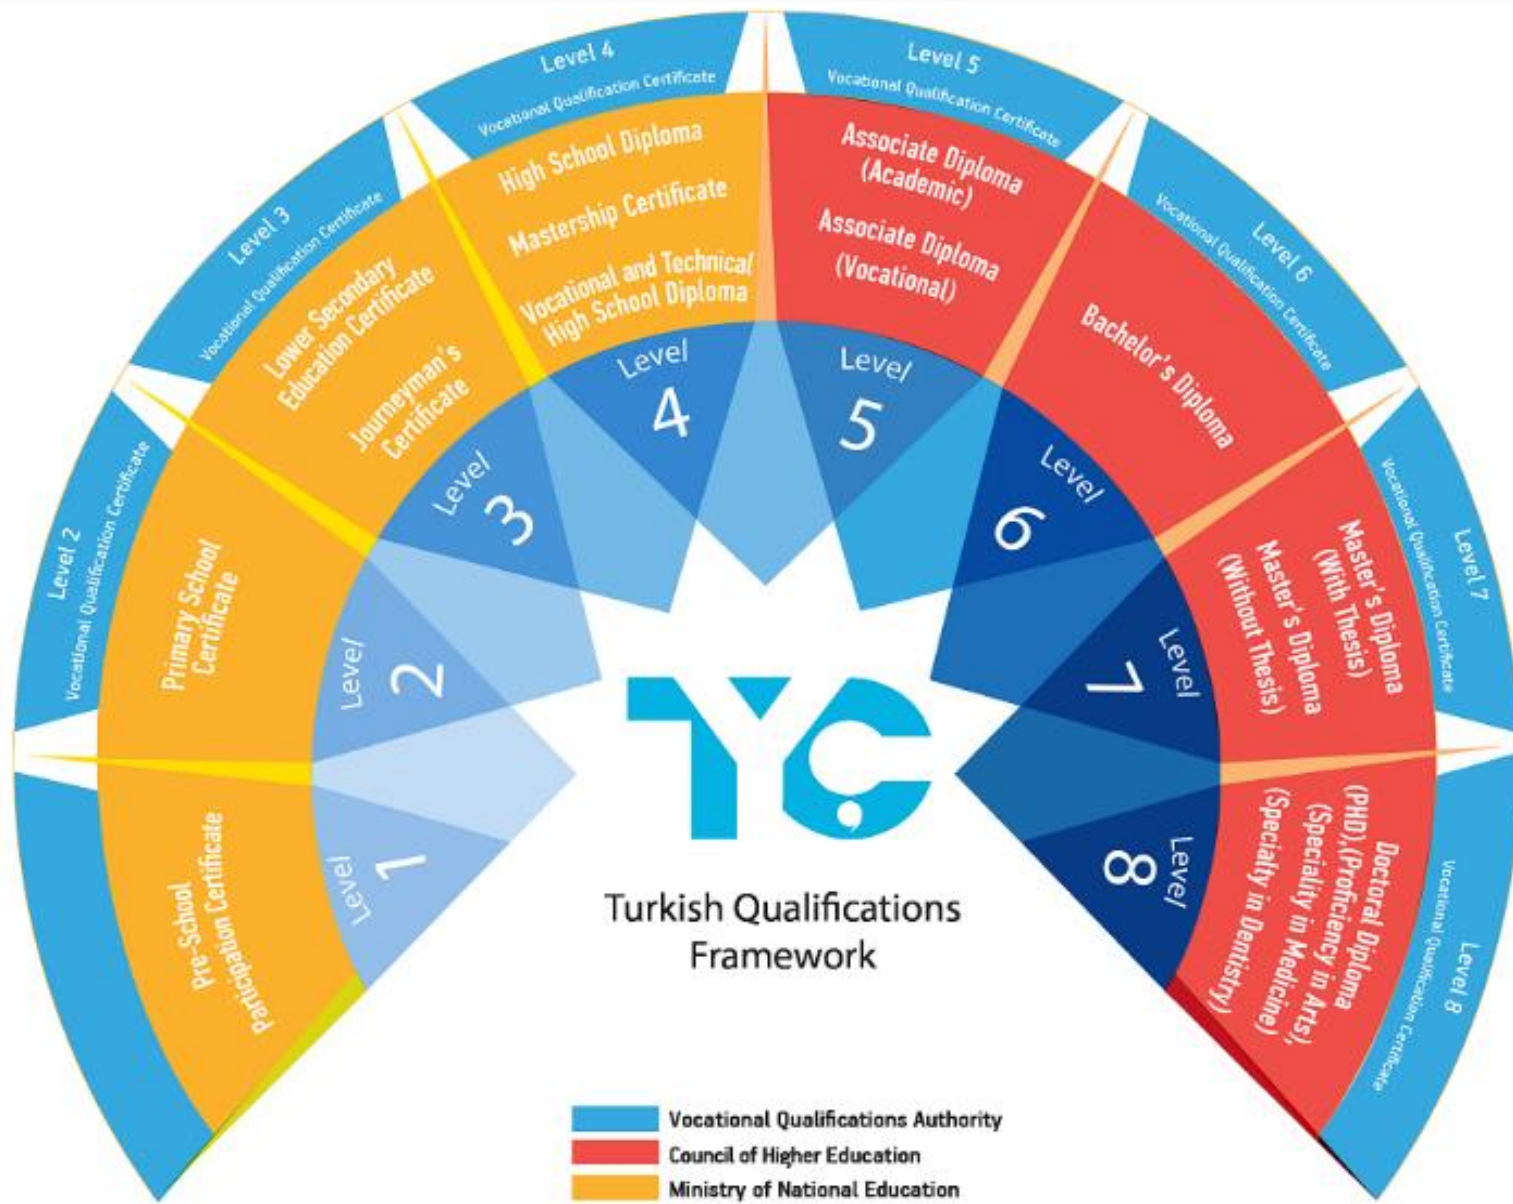 Level 2
Vocational Qualification Certificate
Level 3
Vocational Qualification Certificate
Level 4
Vocational Qualification Certificate
Level 5
Vocational Qualification Certificate
Level 6
Vocational Qualification Certificate
Level 7
Vocational Qualification Certificate
Level 8
Vocational Qualification Certificate
Pre-School
Participation Certificate
Primary School
Certificate
Lower Secondary
Education Certificate
Journeyman's
Certificate
High School Diploma
Mastership Certificate
Vocational and Technical
High School Diploma
Associate Diploma
(Academic)
Associate Diploma
(Vocational)
Bachelor's Diploma
Master's Diploma
(With Thesis)
Master's Diploma
(Without Thesis)
Doctoral Diploma
(PHD),(Proficiency in Arts),
(Speciality in Medicine)
(Specialty in Dentistry)
Level
1
Level
2
Level
3
Level
4
Level
5
Level
6
Level
7
Level
8
TYÇ
Turkish Qualifications
Framework
Vocational Qualifications Authority
Council of Higher Education
Ministry of National Education